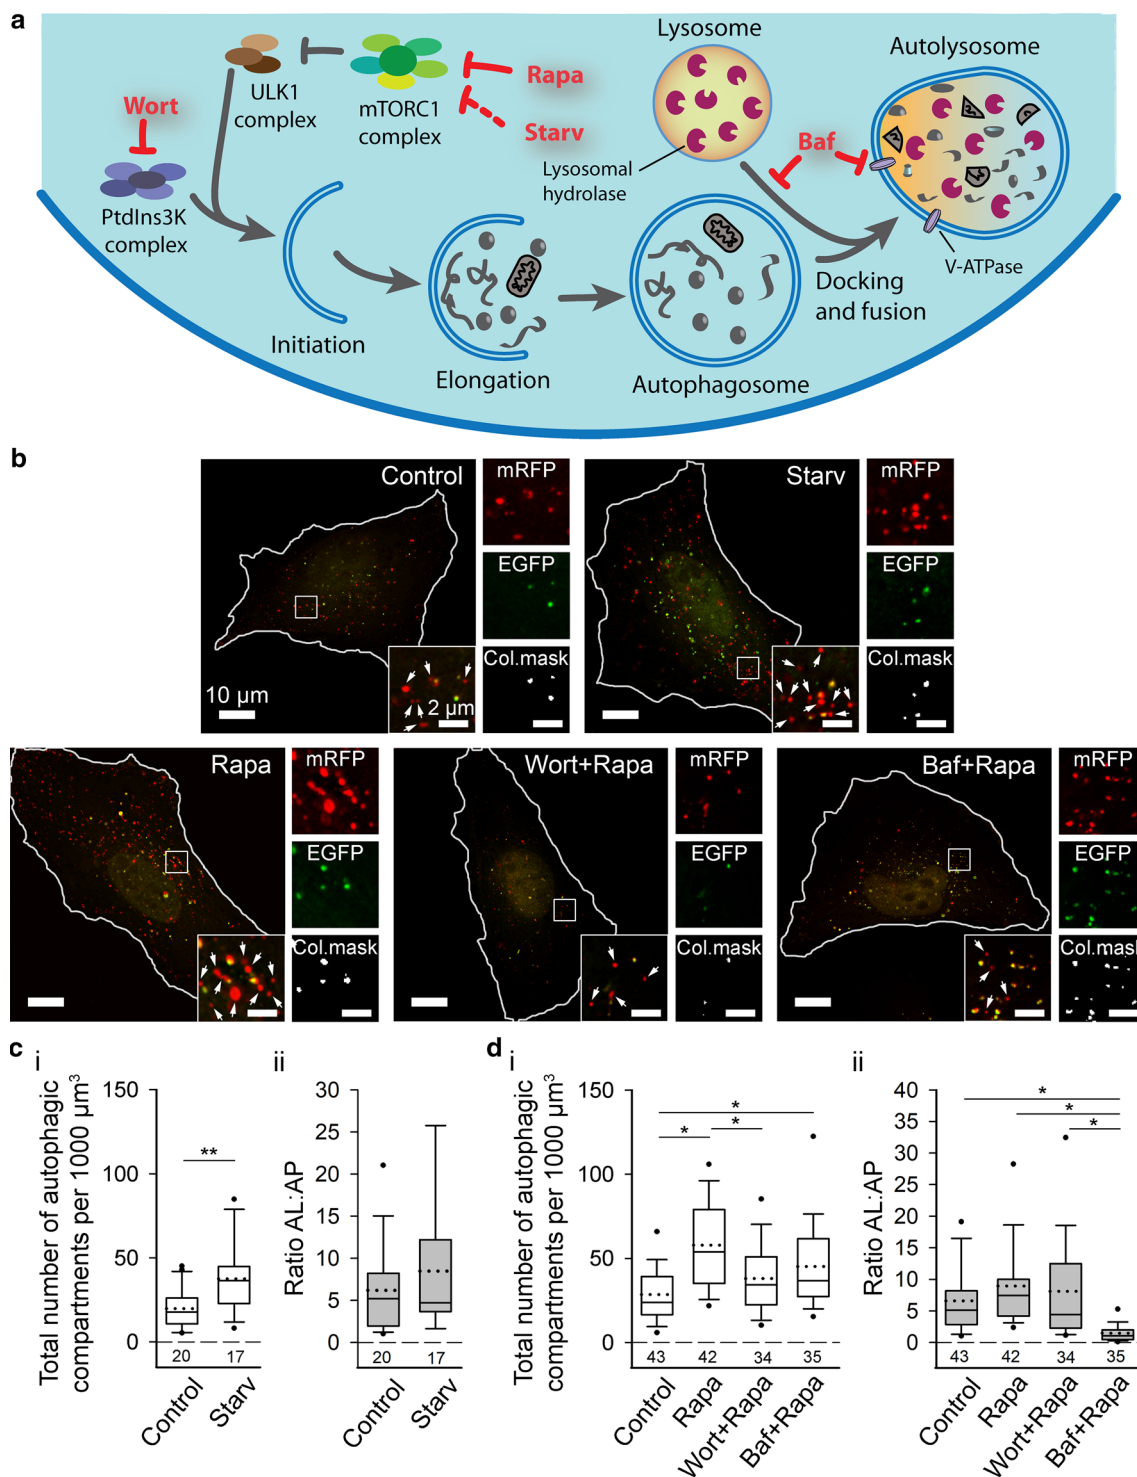 a
Lysosome
Autolysosome
Rapa
Wort
ULK1
complex
mTORC1
complex
Starv
Baf
Lysosomal
hydrolase
PtdIns3K
complex
V-ATPase
Docking
and fusion
Initiation
Elongation
Autophagosome
b
Control
mRFP
EGFP
Col.mask
10 µm
2 µm
Starv
mRFP
EGFP
Col.mask
Rapa
mRFP
EGFP
Col.mask
Wort+Rapa
mRFP
EGFP
Col.mask
Baf+Rapa
mRFP
EGFP
Col.mask
c
i
Total number of autophagic
compartments per 1000 µm³
150
100
50
0
**
20 17
Control
Starv
ii
Ratio AL:AP
30
25
20
15
10
5
0
20 17
Control
Starv
d
i
Total number of autophagic
compartments per 1000 µm³
150
100
50
0
*
* *
43 42 34 35
Control
Rapa
Wort+Rapa
Baf+Rapa
ii
Ratio AL:AP
40
35
30
25
20
15
10
5
0
*
*
*
43 42 34 35
Control
Rapa
Wort+Rapa
Baf+Rapa